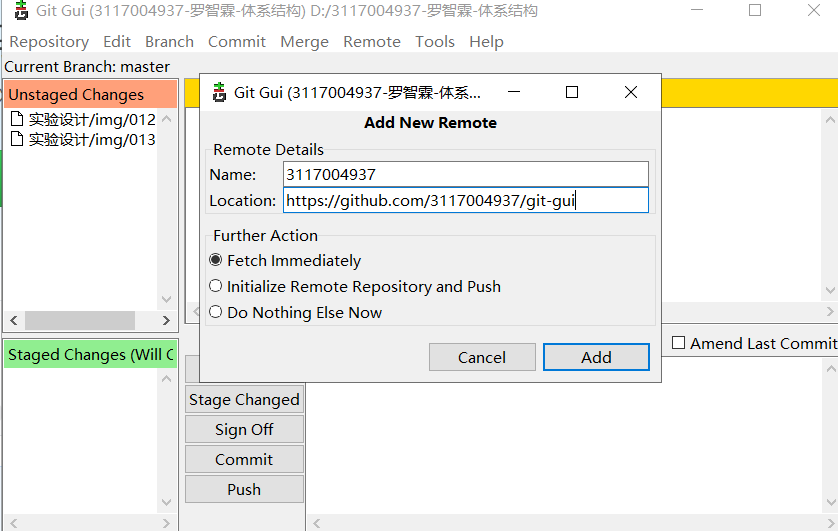 Git Gui (3117004937-罗智霖-体系结构) D:/3117004937-罗智霖-体系结构
Repository Edit Branch Commit Merge Remote Tools Help
Current Branch: master
Unstaged Changes
实验设计/img/012
实验设计/img/013
Git Gui (3117004937-罗智霖-体系...
Add New Remote
Remote Details
Name: 3117004937
Location: https://github.com/3117004937/git-gui
Further Action
Fetch Immediately
Initialize Remote Repository and Push
Do Nothing Else Now
Cancel Add
Staged Changes (Will C
Amend Last Commit
Stage Changed
Sign Off
Commit
Push